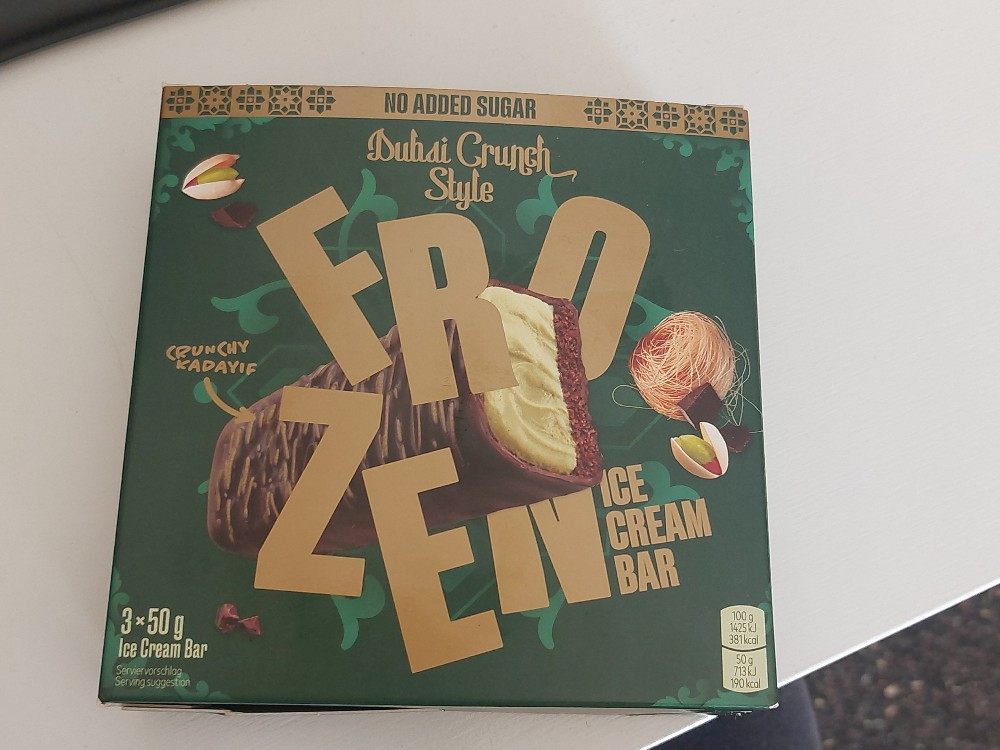 NO ADDED SUGAR
Dubai Crunch
Style
FRO
ZEN
CRUNCHY
KADAYIF
ICE
CREAM
BAR
3 × 50 g
Ice Cream Bar
Serviervorschlag
Serving suggestion
100 g
1425 kJ
381 kcal
50 g
713 kJ
190 kcal